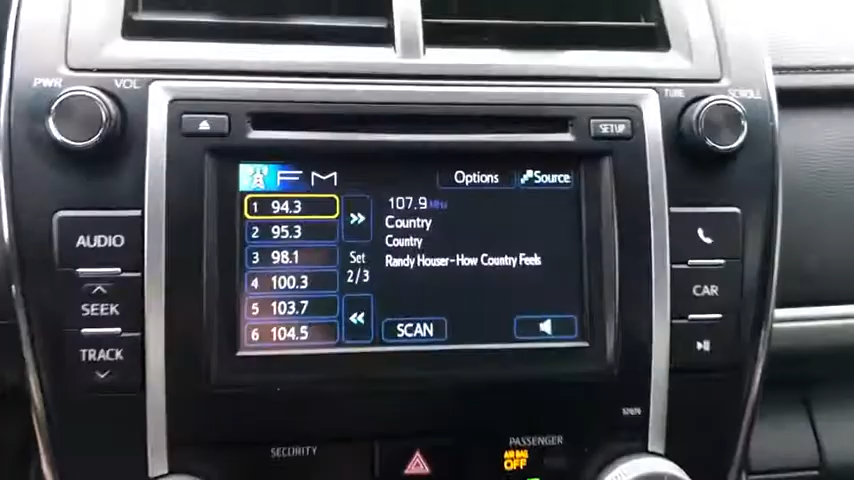 PWR VOL
TUNE SCROLL
SETUP
FM
Options
Source
1 94.3
2 95.3
3 98.1
4 100.3
5 103.7
6 104.5
Set
2/3
107.9 MHz
Country
Country
Randy Houser-How Country Feels
SCAN
AUDIO
SEEK
TRACK
CAR
SECURITY
PASSENGER
AIR BAG
OFF